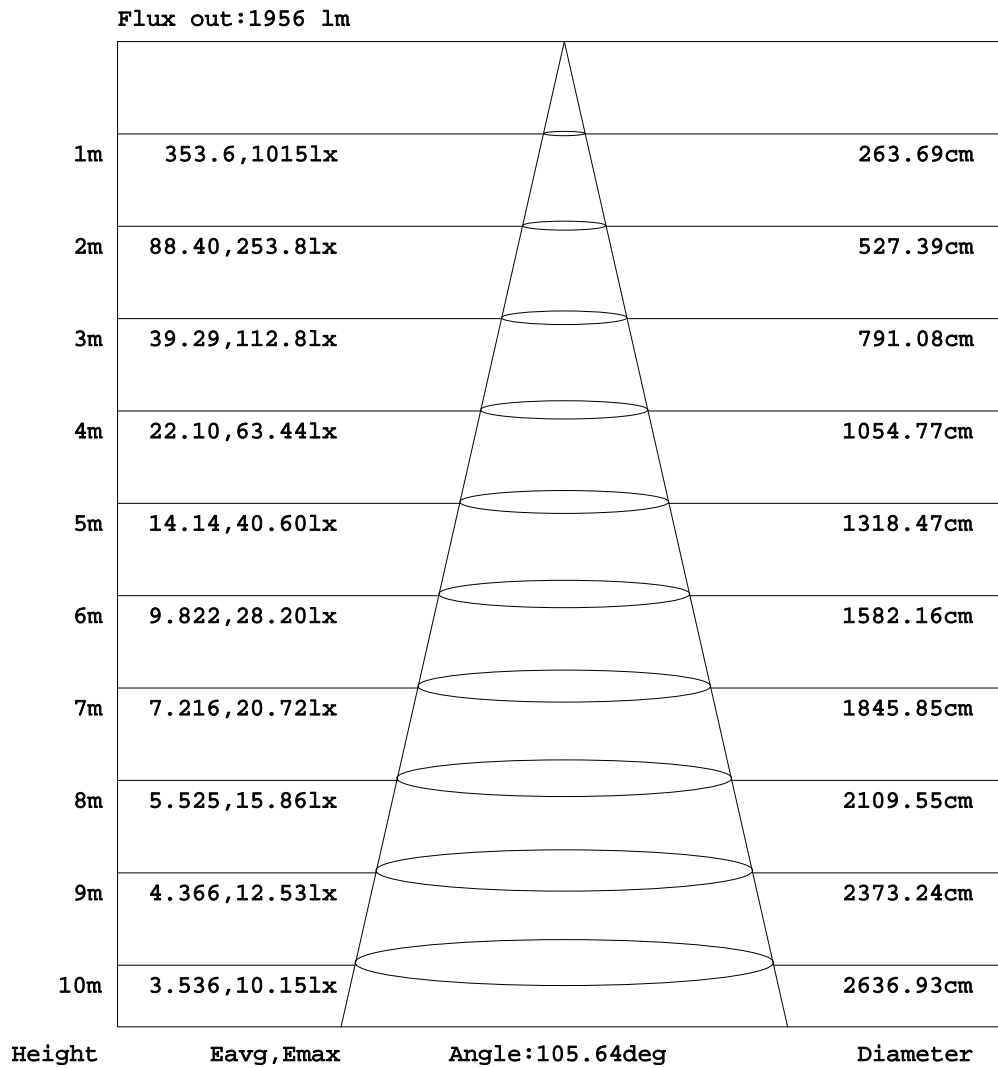 Flux out:1956 lm
1m 353.6,1015lx 263.69cm
2m 88.40,253.8lx 527.39cm
3m 39.29,112.8lx 791.08cm
4m 22.10,63.44lx 1054.77cm
5m 14.14,40.60lx 1318.47cm
6m 9.822,28.20lx 1582.16cm
7m 7.216,20.72lx 1845.85cm
8m 5.525,15.86lx 2109.55cm
9m 4.366,12.53lx 2373.24cm
10m 3.536,10.15lx 2636.93cm
Height Eavg,Emax Angle:105.64deg Diameter